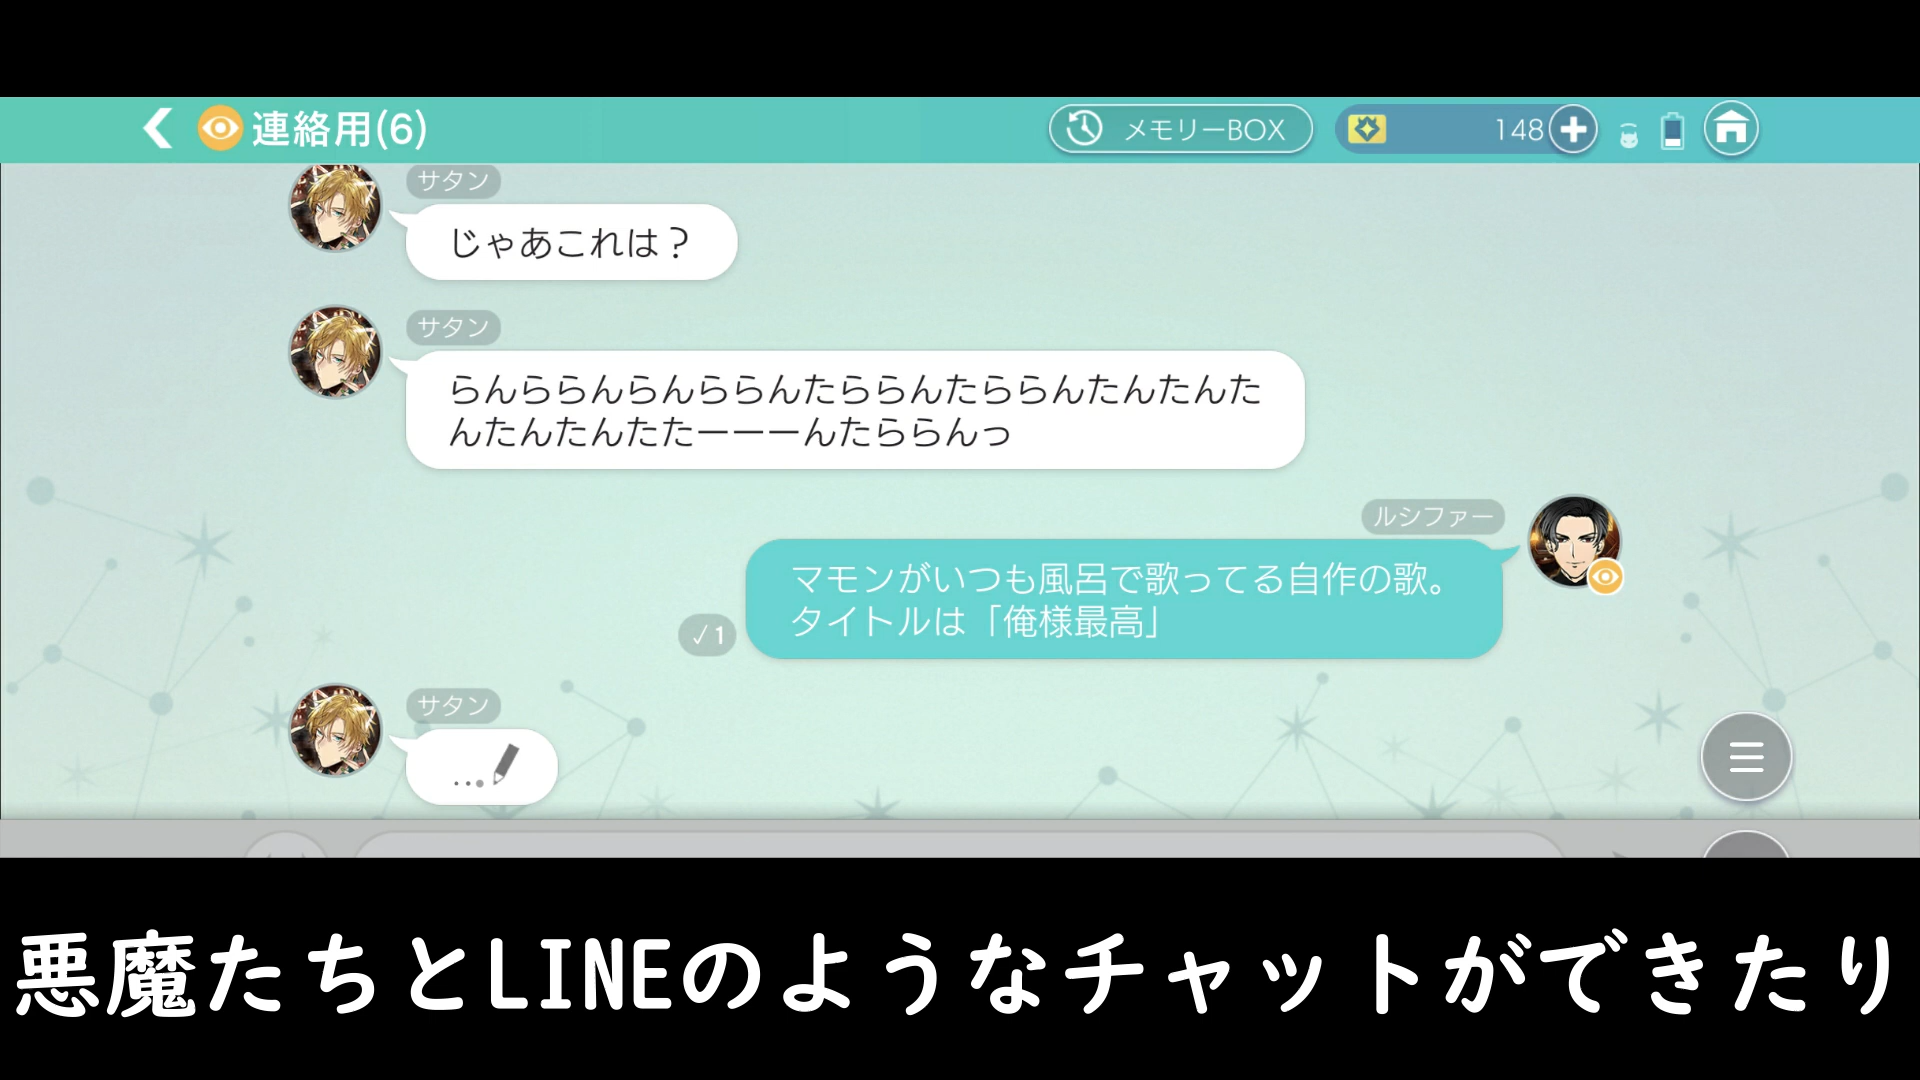 連絡用(6)
メモリーBOX
148
サタン
じゃあこれは？
サタン
らんららんらんららんたららんたららんたんたんた
んたんたんたたーーーんたららんっ
ルシファー
マモンがいつも風呂で歌ってる自作の歌。
タイトルは「俺様最高」
✓1
サタン
...
悪魔たちとLINEのようなチャットができたり